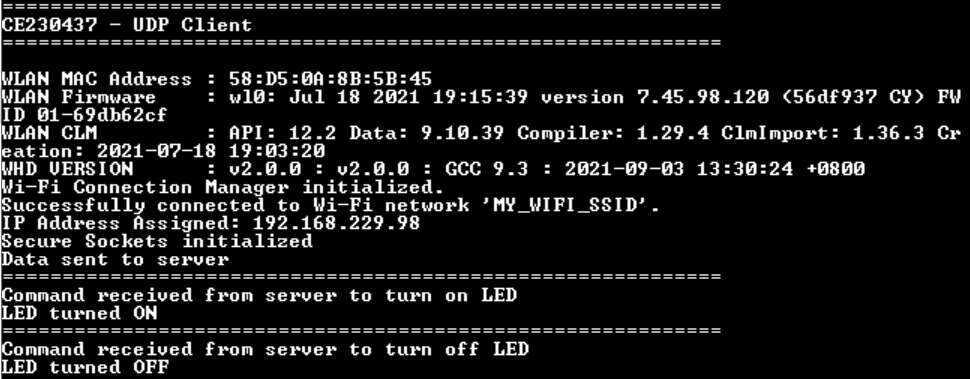 ============================================================
CE230437 - UDP Client
============================================================
WLAN MAC Address : 58:D5:0A:8B:5B:45
WLAN Firmware    : wl0: Jul 18 2021 19:15:39 version 7.45.98.120 (56df937 CY) FW
ID 01-69db62cf
WLAN CLM         : API: 12.2 Data: 9.10.39 Compiler: 1.29.4 ClmImport: 1.36.3 Cr
eation: 2021-07-18 19:03:20
WHD VERSION      : v2.0.0 : v2.0.0 : GCC 9.3 : 2021-09-03 13:30:24 +0800
Wi-Fi Connection Manager initialized.
Successfully connected to Wi-Fi network 'MY_WIFI_SSID'.
IP Address Assigned: 192.168.229.98
Secure Sockets initialized
Data sent to server
============================================================
Command received from server to turn on LED
LED turned ON
============================================================
Command received from server to turn off LED
LED turned OFF